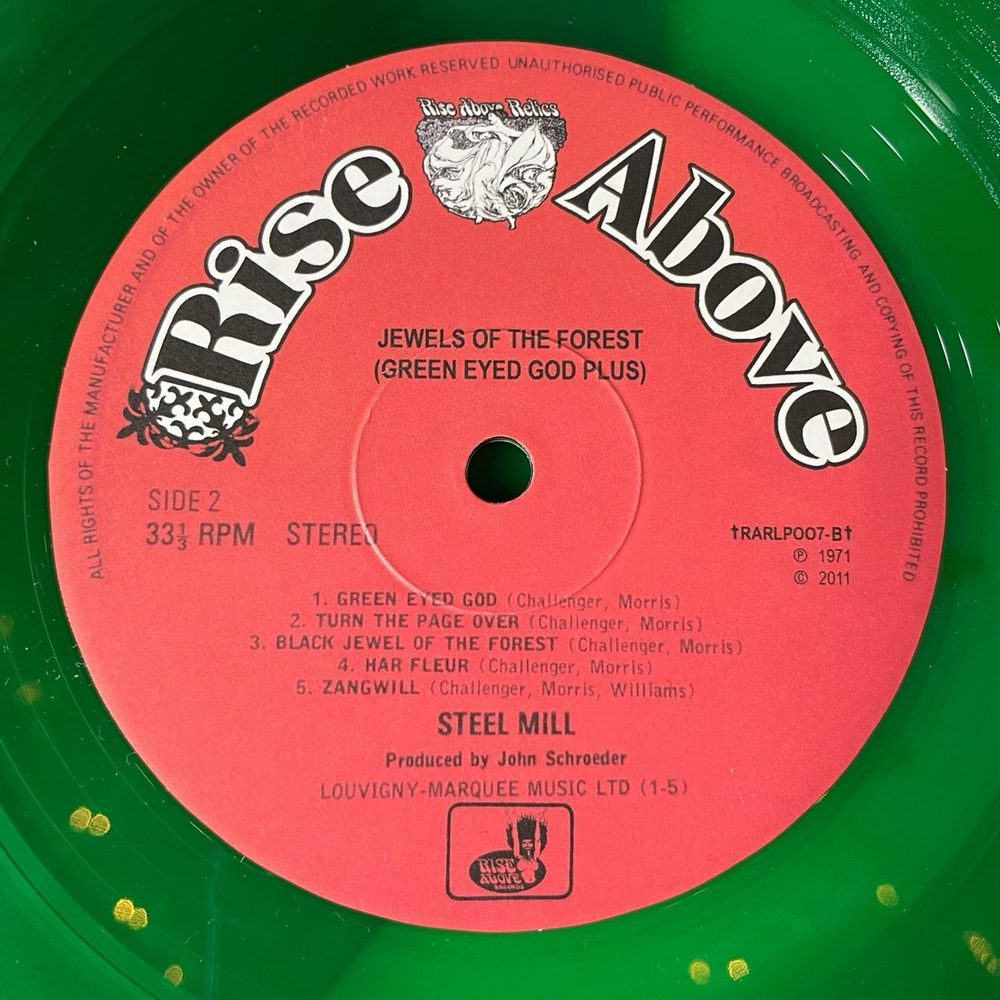 ALL RIGHTS OF THE MANUFACTURER AND OF THE OWNER OF THE RECORDED WORK RESERVED. UNAUTHORISED PUBLIC PERFORMANCE BROADCASTING AND COPYING OF THIS RECORD PROHIBITED
Rise Above Relics
Rise Above
JEWELS OF THE FOREST
(GREEN EYED GOD PLUS)
SIDE 2
33⅓ RPM STEREO
†RARLP007-B†
℗ 1971
© 2011
1. GREEN EYED GOD (Challenger, Morris)
2. TURN THE PAGE OVER (Challenger, Morris)
3. BLACK JEWEL OF THE FOREST (Challenger, Morris)
4. HAR FLEUR (Challenger, Morris)
5. ZANGWILL (Challenger, Morris, Williams)
STEEL MILL
Produced by John Schroeder
LOUVIGNY-MARQUEE MUSIC LTD (1-5)
RISE
ABOVE
RECORDS